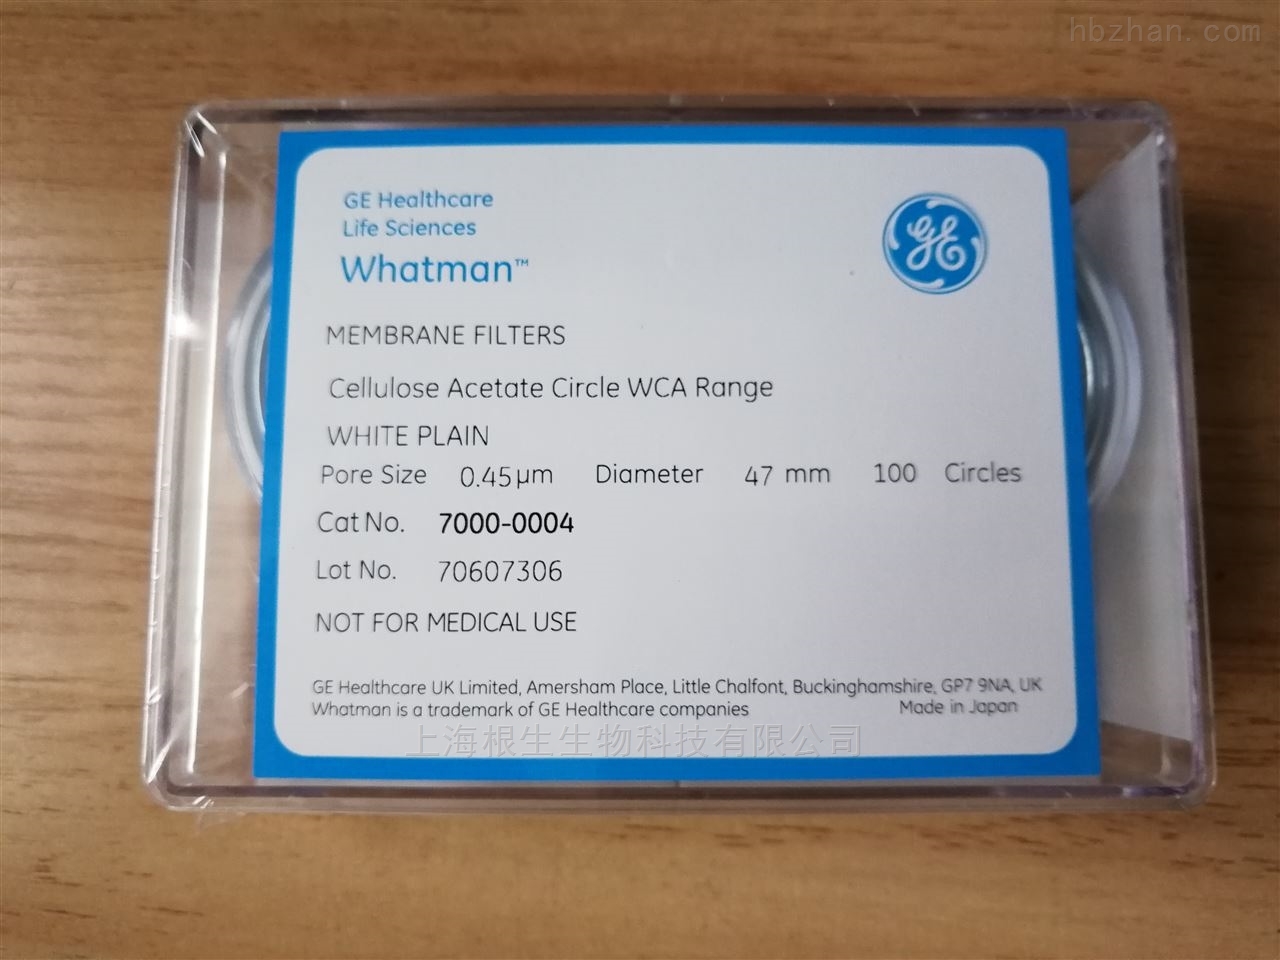 hbzhan.com
GE Healthcare
Life Sciences
Whatman™
GE
MEMBRANE FILTERS
Cellulose Acetate Circle WCA Range
WHITE PLAIN
Pore Size 0.45µm Diameter 47 mm 100 Circles
Cat No. 7000-0004
Lot No. 70607306
NOT FOR MEDICAL USE
GE Healthcare UK Limited, Amersham Place, Little Chalfont, Buckinghamshire, GP7 9NA, UK
Whatman is a trademark of GE Healthcare companies Made in Japan
上海根生生物科技有限公司